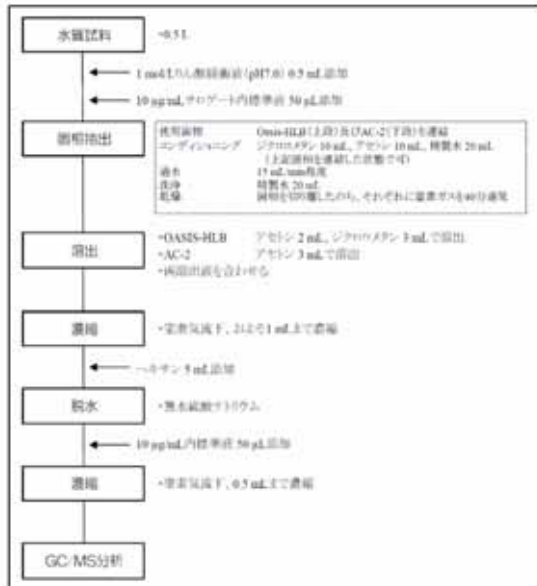 水質試料
・0.5 L
1 mol/Lりん酸緩衝液(pH7.0) 0.5 mL添加
10 μg/mLサロゲート内標準液 50 μL添加
固相抽出
使用固相 Oasis-HLB(上段)及びAC-2(下段)を連結
コンディショニング ジクロロメタン 10 mL、アセトン 10 mL、精製水 20 mL
(上記固相を連結した状態で可)
通水 15 mL/min程度
洗浄 精製水 20 mL
乾燥 固相を切り離したのち、それぞれに窒素ガスを40分通気
溶出
・OASIS-HLB アセトン 2 mL、ジクロロメタン 3 mLで溶出
・AC-2 アセトン 3 mLで溶出
・両溶出液を合わせる
濃縮
・窒素気流下、およそ1 mLまで濃縮
ヘキサン 5 mL添加
脱水
・無水硫酸ナトリウム
10 μg/mL内標準液 50 μL添加
濃縮
・窒素気流下、0.5 mLまで濃縮
GC/MS分析